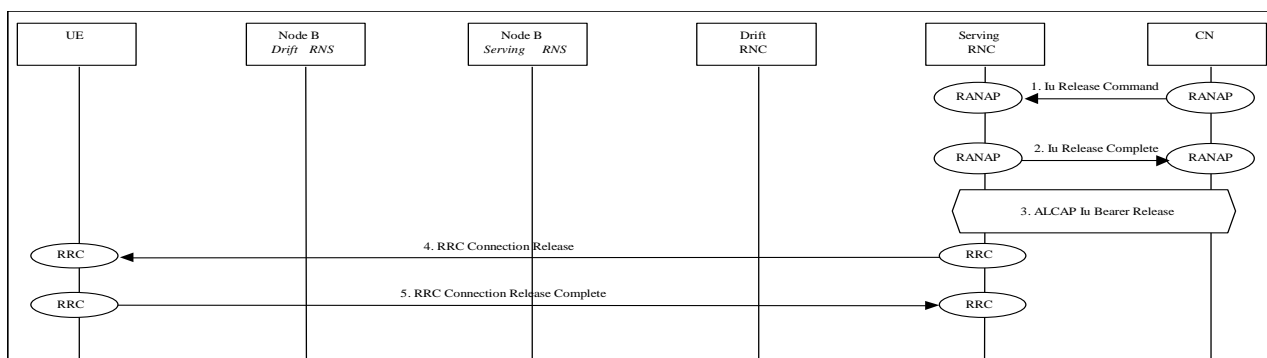 UE
Node B
Drift RNS
Node B
Serving RNS
Drift
RNC
Serving
RNC
CN
RANAP
1. Iu Release Command
RANAP
RANAP
2. Iu Release Complete
RANAP
3. ALCAP Iu Bearer Release
RRC
4. RRC Connection Release
RRC
RRC
5. RRC Connection Release Complete
RRC